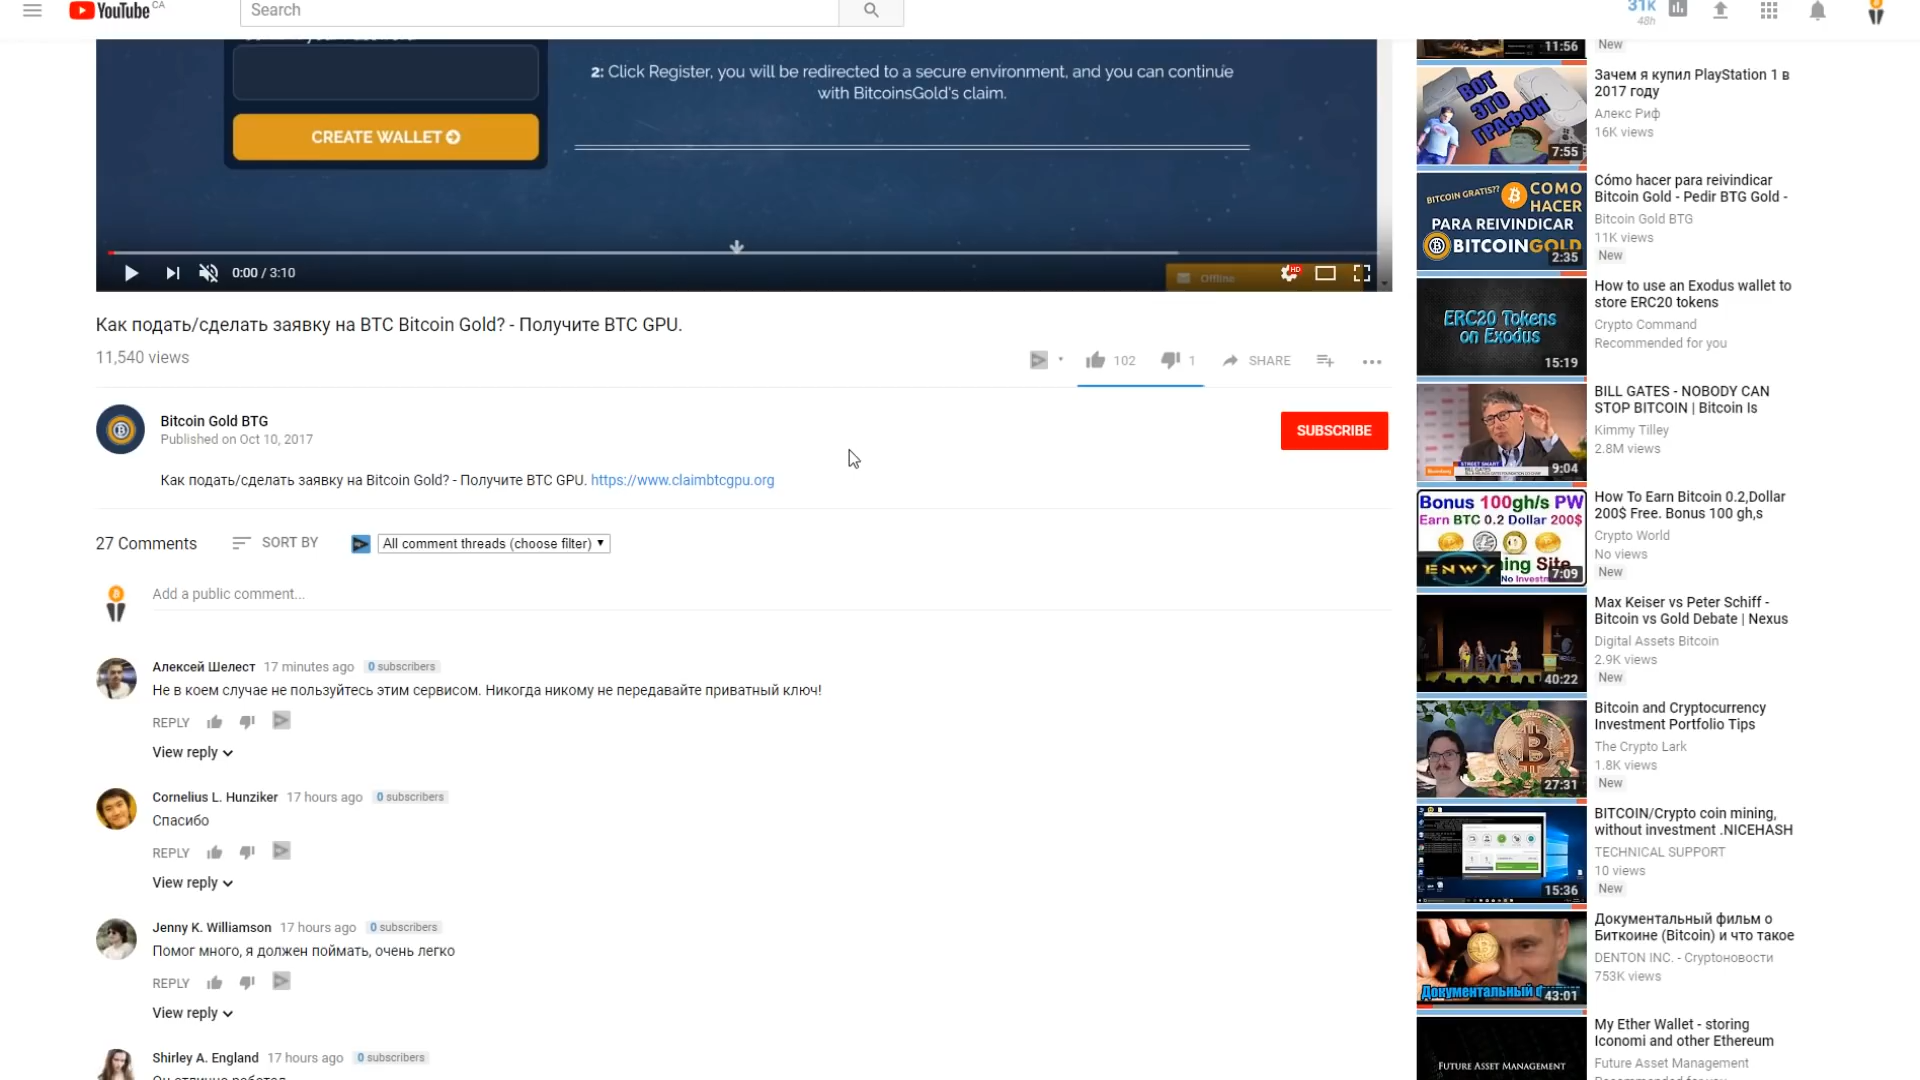 YouTube CA
Search
31K
48h
2: Click Register, you will be redirected to a secure environment, and you can continue
with BitcoinsGold's claim.
CREATE WALLET
0:00 / 3:10
Offline
HD
Как подать/сделать заявку на BTC Bitcoin Gold? - Получите BTC GPU.
11,540 views
102
1
SHARE
Bitcoin Gold BTG
Published on Oct 10, 2017
SUBSCRIBE
Как подать/сделать заявку на Bitcoin Gold? - Получите BTC GPU. https://www.claimbtcgpu.org
27 Comments
SORT BY
All comment threads (choose filter)
Add a public comment...
Алексей Шелест 17 minutes ago 0 subscribers
Не в коем случае не пользуйтесь этим сервисом. Никогда никому не передавайте приватный ключ!
REPLY
View reply
Cornelius L. Hunziker 17 hours ago 0 subscribers
Спасибо
REPLY
View reply
Jenny K. Williamson 17 hours ago 0 subscribers
Помог много, я должен поймать, очень легко
REPLY
View reply
Shirley A. England 17 hours ago 0 subscribers
11:56
New
ВОТ
ЭТО
ГРАФОН
7:55
Зачем я купил PlayStation 1 в
2017 году
Алекс Риф
16K views
BITCOIN GRATIS??
COMO
HACER
PARA REIVINDICAR
BITCOINGOLD
2:35
Cómo hacer para reivindicar
Bitcoin Gold - Pedir BTG Gold -
Bitcoin Gold BTG
11K views
New
ERC20 Tokens
on Exodus
15:19
How to use an Exodus wallet to
store ERC20 tokens
Crypto Command
Recommended for you
STREET SMART
9:04
BILL GATES - NOBODY CAN
STOP BITCOIN | Bitcoin Is
Kimmy Tilley
2.8M views
Bonus 100gh/s PW
Earn BTC 0.2 Dollar 200$
ENWY
ing Site
No Investm
7:09
How To Earn Bitcoin 0.2,Dollar
200$ Free. Bonus 100 gh,s
Crypto World
No views
New
40:22
Max Keiser vs Peter Schiff -
Bitcoin vs Gold Debate | Nexus
Digital Assets Bitcoin
2.9K views
New
27:31
Bitcoin and Cryptocurrency
Investment Portfolio Tips
The Crypto Lark
1.8K views
New
15:36
BITCOIN/Crypto coin mining,
without investment .NICEHASH
TECHNICAL SUPPORT
10 views
New
Документальный ф
43:01
Документальный фильм о
Биткоине (Bitcoin) и что такое
DENTON INC. - Cryptoновости
753K views
FUTURE ASSET MANAGEMENT
My Ether Wallet - storing
Iconomi and other Ethereum
Future Asset Management